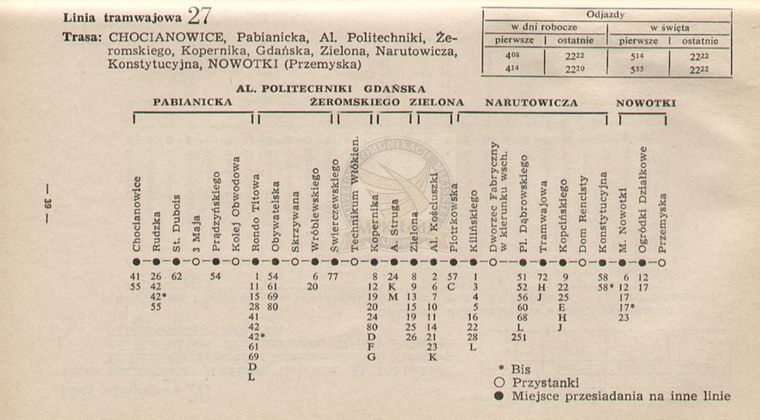 Linia tramwajowa 27
Trasa: CHOCIANOWICE, Pabianicka, Al. Politechniki, Że-
romskiego, Kopernika, Gdańska, Zielona, Narutowicza,
Konstytucyjna, NOWOTKI (Przemyska)
Odjazdy
w dni robocze w święta
pierwsze ostatnie pierwsze ostatnie
4⁰⁸ 22²² 5¹⁴ 22²²
4¹⁴ 22²⁰ 5⁵⁵ 22²²
AL. POLITECHNIKI GDAŃSKA
PABIANICKA ŻEROMSKIEGO ZIELONA NARUTOWICZA NOWOTKI
— 39 —
Chocianowice
Rudzka
St. Dubois
3 Maja
Prądzyńskiego
Kolej Obwodowa
Rondo Titowa
Obywatelska
Skrzywana
Wróblewskiego
Świerczewskiego
Technikum Włókien.
Kopernika
A. Struga
Zielona
Al. Kościuszki
Piotrkowska
Kilińskiego
Dworzec Fabryczny
w kierunku wsch.
Pl. Dąbrowskiego
Tramwajowa
Kopcińskiego
Dom Rencisty
Konstytucyjna
M. Nowotki
Ogródki Działkowe
Przemyska
41 26 62 54 1 54 6 77 8 24 8 2 57 1 51 72 9 58 6 12
55 42 11 61 20 12 K 9 6 C 3 52 H 22 58* 12 17
42* 15 69 19 M 13 7 4 56 J 25 17
55 28 80 20 15 10 5 60 E 17*
41 24 19 11 16 68 H 23
42 80 25 14 22 L J
42* D 26 21 28 251
61 F 23 L
69 G K
D
L
* Bis
○ Przystanki
● Miejsce przesiadania na inne linie